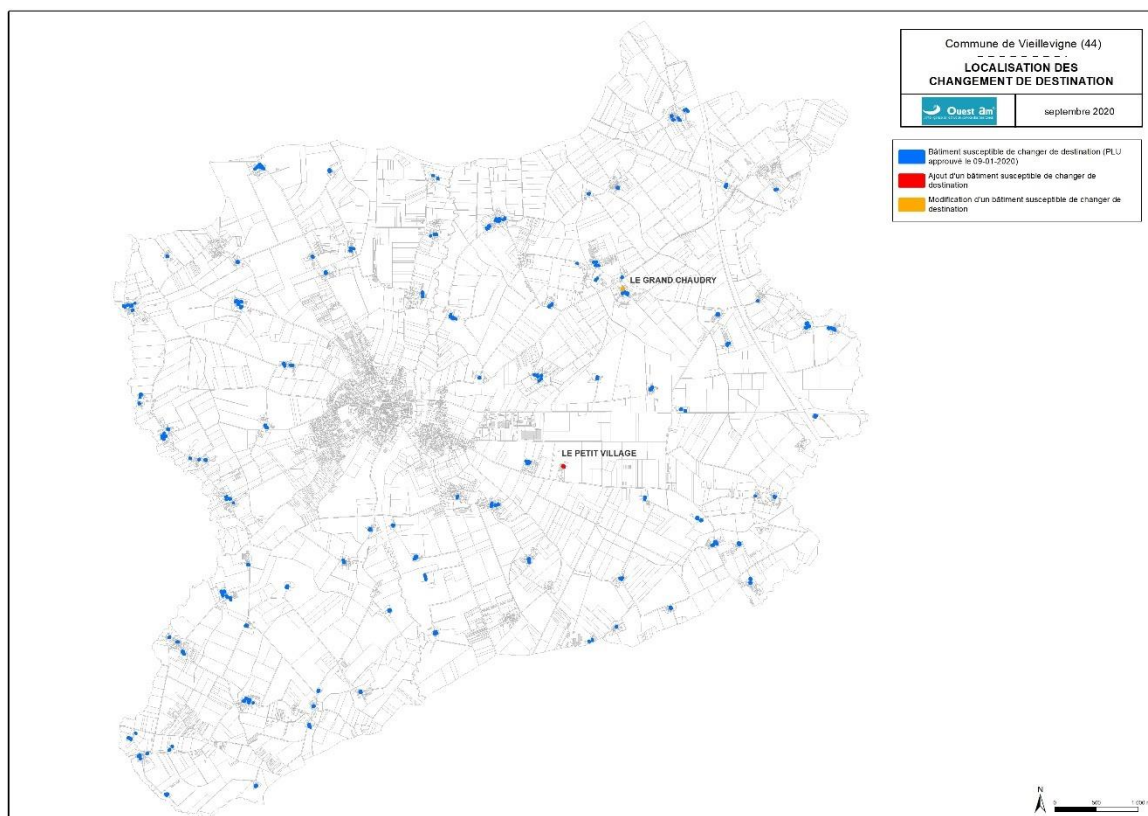 Commune de Vieillevigne (44)
LOCALISATION DES
CHANGEMENT DE DESTINATION
Ouest am'
septembre 2020
Bâtiment susceptible de changer de destination (PLU
approuvé le 09-01-2020)
Ajout d'un bâtiment susceptible de changer de
destination
Modification d'un bâtiment susceptible de changer de
destination
LE GRAND CHAUDRY
LE PETIT VILLAGE
N
0 500 1 000